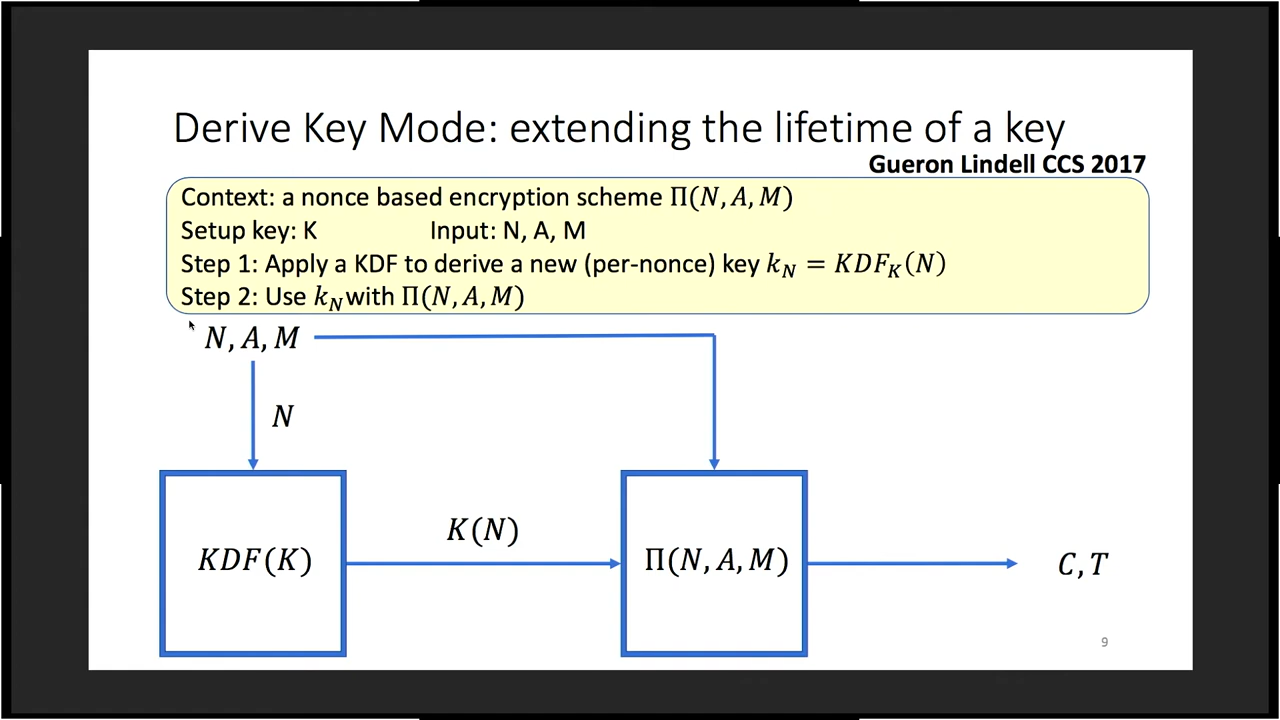 Derive Key Mode: extending the lifetime of a key
Gueron Lindell CCS 2017
Context: a nonce based encryption scheme Π(N, A, M)
Setup key: K Input: N, A, M
Step 1: Apply a KDF to derive a new (per-nonce) key k_N = KDF_K(N)
Step 2: Use k_N with Π(N, A, M)
N, A, M
N
K(N)
KDF(K)
Π(N, A, M)
C, T
9